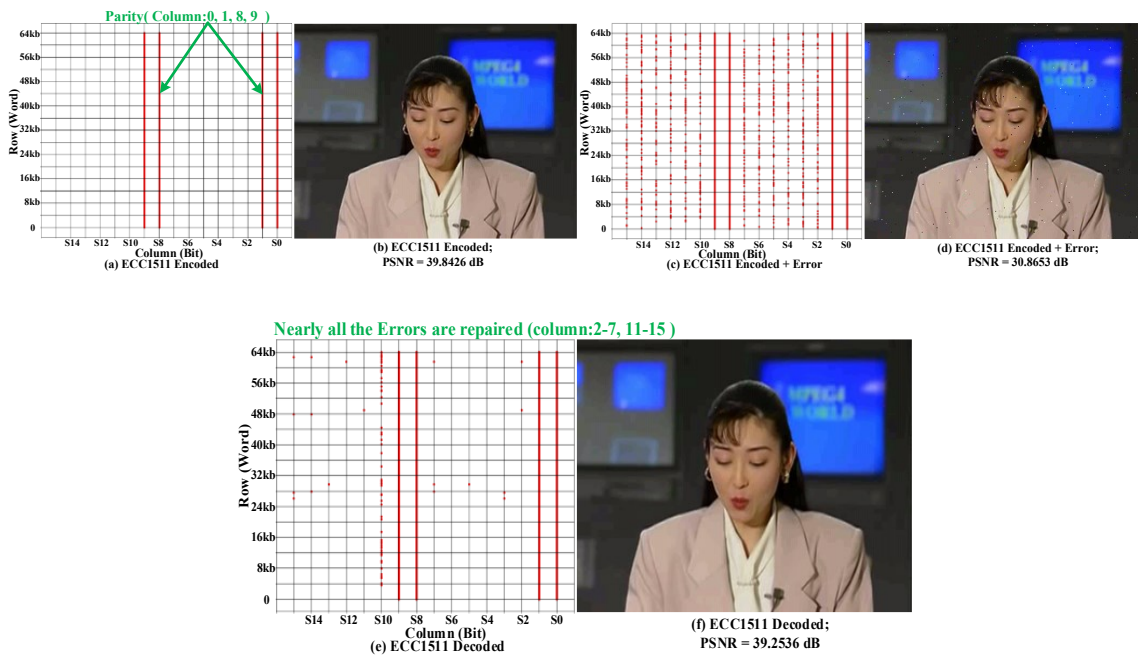 Parity( Column:0, 1, 8, 9 )
64kb
56kb
48kb
40kb
32kb
24kb
16kb
8kb
0
Row (Word)
S14 S12 S10 S8 S6 S4 S2 S0
Column (Bit)
(a) ECC1511 Encoded
MPEG4
WORLD
(b) ECC1511 Encoded;
PSNR = 39.8426 dB
64kb
56kb
48kb
40kb
32kb
24kb
16kb
8kb
0
Row (Word)
S14 S12 S10 S8 S6 S4 S2 S0
Column (Bit)
(c) ECC1511 Encoded + Error
MPEG4
WORLD
(d) ECC1511 Encoded + Error;
PSNR = 30.8653 dB
Nearly all the Errors are repaired (column:2-7, 11-15 )
64kb
56kb
48kb
40kb
32kb
24kb
16kb
8kb
0
Row (Word)
S14 S12 S10 S8 S6 S4 S2 S0
Column (Bit)
(e) ECC1511 Decoded
MPEG4
WORLD
(f) ECC1511 Decoded;
PSNR = 39.2536 dB